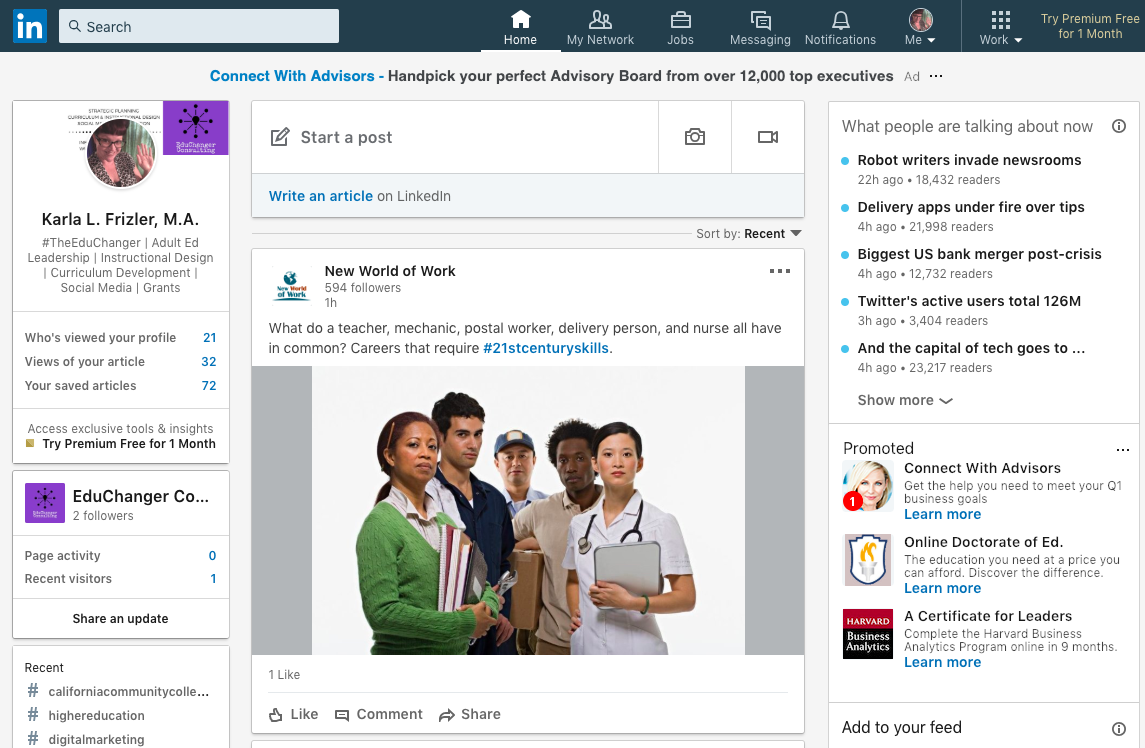 in
Search
Home
My Network
Jobs
Messaging
Notifications
Me
Work
Try Premium Free
for 1 Month
Connect With Advisors - Handpick your perfect Advisory Board from over 12,000 top executives Ad
STRATEGIC PLANNING
EduChanger
Consulting
Karla L. Frizler, M.A.
#TheEduChanger | Adult Ed
Leadership | Instructional Design
| Curriculum Development |
Social Media | Grants
Who's viewed your profile 21
Views of your article 32
Your saved articles 72
Access exclusive tools & insights
Try Premium Free for 1 Month
EduChanger Co...
2 followers
Page activity 0
Recent visitors 1
Share an update
Recent
# californiacommunitycolle...
# highereducation
# digitalmarketing
Start a post
Write an article on LinkedIn
Sort by: Recent
New World
of Work
New World of Work
594 followers
1h
What do a teacher, mechanic, postal worker, delivery person, and nurse all have
in common? Careers that require #21stcenturyskills.
1 Like
Like
Comment
Share
What people are talking about now
Robot writers invade newsrooms
22h ago • 18,432 readers
Delivery apps under fire over tips
4h ago • 21,998 readers
Biggest US bank merger post-crisis
4h ago • 12,732 readers
Twitter's active users total 126M
3h ago • 3,404 readers
And the capital of tech goes to ...
4h ago • 23,217 readers
Show more
Promoted
1
Connect With Advisors
Get the help you need to meet your Q1
business goals
Learn more
Online Doctorate of Ed.
The education you need at a price you
can afford. Discover the difference.
Learn more
HARVARD
Business
Analytics
A Certificate for Leaders
Complete the Harvard Business
Analytics Program online in 9 months.
Learn more
Add to your feed